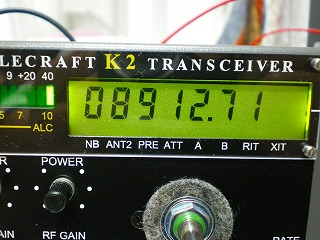 LECRAFT K2 TRANSCEIVER
9 +20 40
08912.71
5 7 10
ALC
NB ANT2 PRE ATT A B RIT XIT
POWER
RF GAIN
RATE